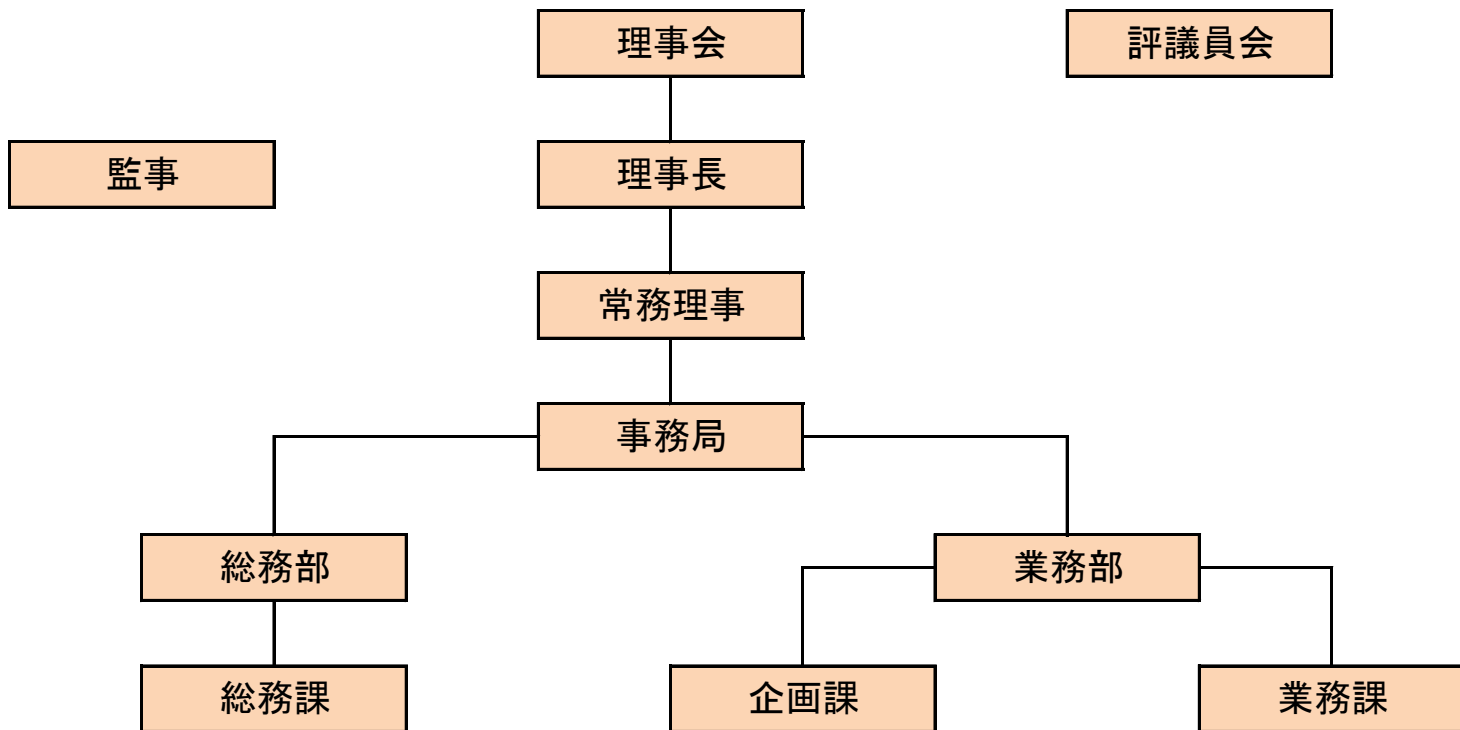 理事会
評議員会
監事
理事長
常務理事
事務局
総務部
業務部
総務課
企画課
業務課